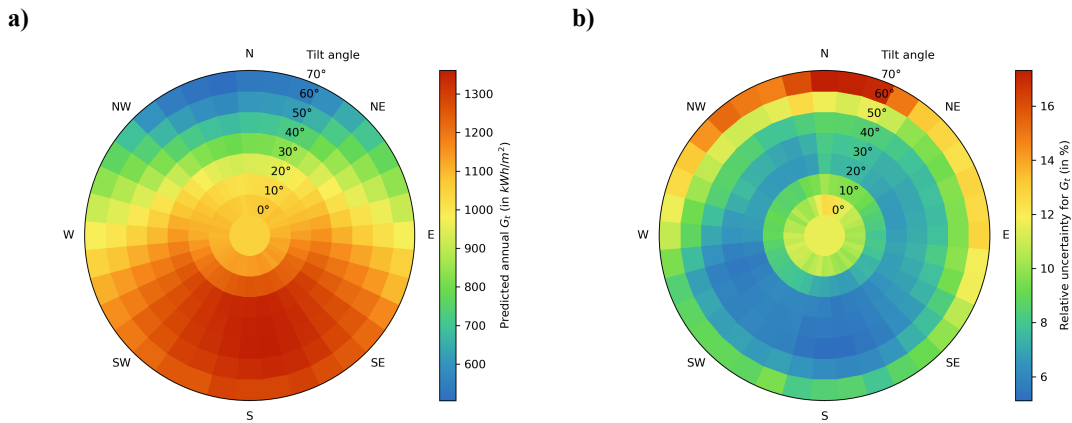 a)
N
Tilt angle
70°
60°
50°
40°
30°
20°
10°
0°
NW
NE
W
E
SW
SE
S
1300
1200
1100
1000
900
800
700
600
Predicted annual G_t (in kWh/m²)
b)
N
Tilt angle
70°
60°
50°
40°
30°
20°
10°
0°
NW
NE
W
E
SW
SE
S
16
14
12
10
8
6
Relative uncertainty for G_t (in %)